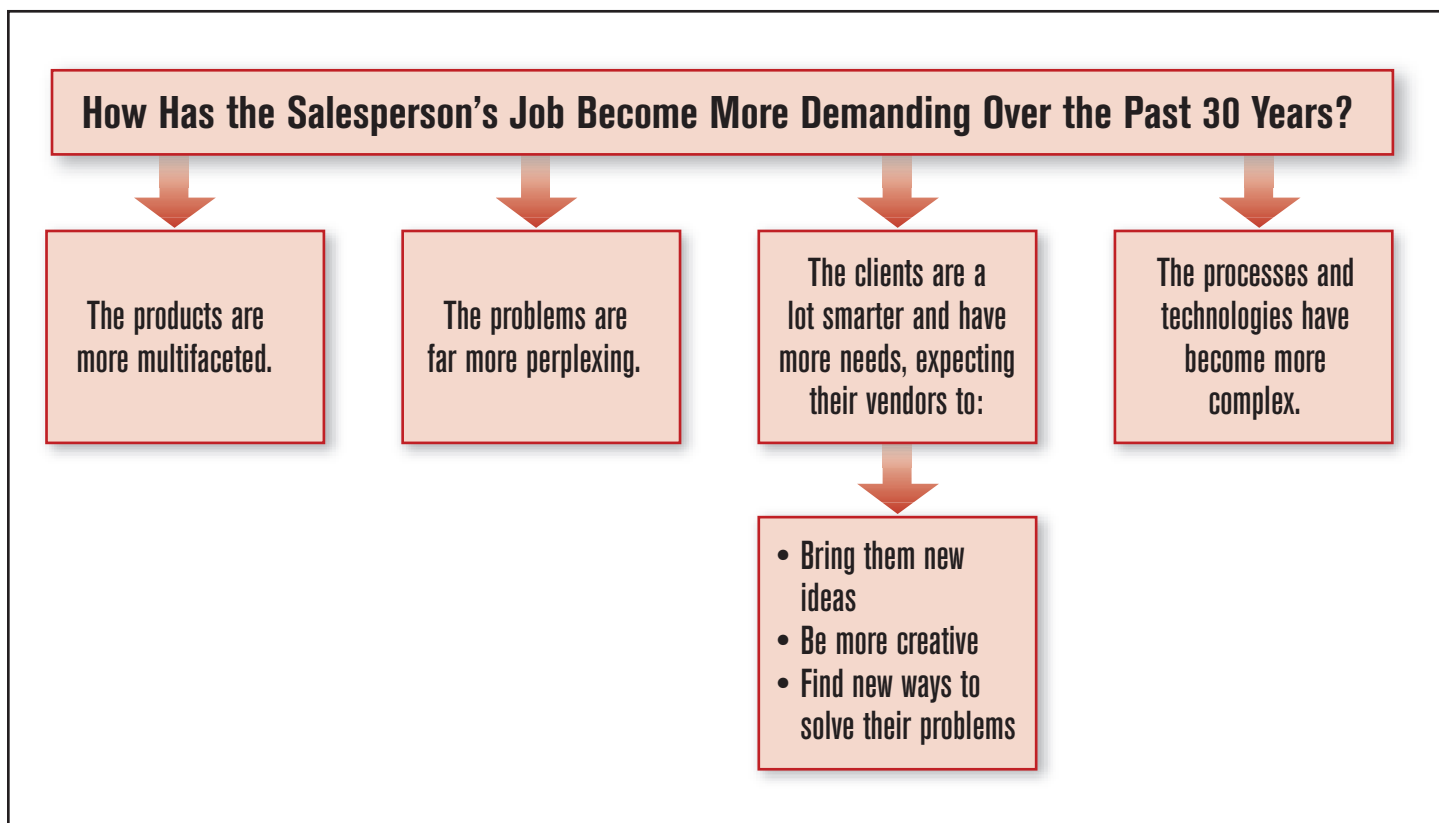 How Has the Salesperson's Job Become More Demanding Over the Past 30 Years?
The products are
more multifaceted.
The problems are
far more perplexing.
The clients are a
lot smarter and have
more needs, expecting
their vendors to:
The processes and
technologies have
become more
complex.
• Bring them new
ideas
• Be more creative
• Find new ways to
solve their problems